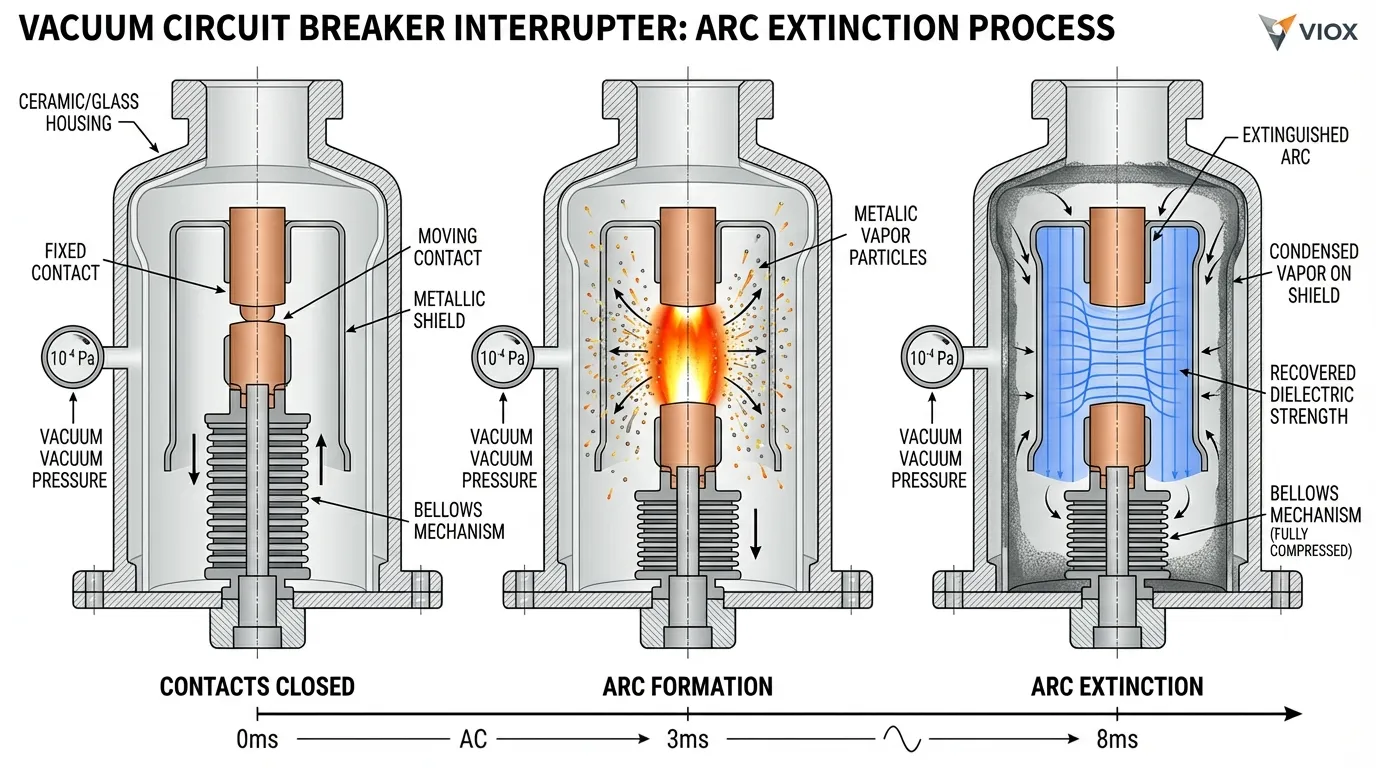 VACUUM CIRCUIT BREAKER INTERRUPTER: ARC EXTINCTION PROCESS
VIOX
CERAMIC/GLASS
HOUSING
FIXED
CONTACT
MOVING
CONTACT
METALLIC
SHIELD
10⁻⁴ Pa
VACUUM
VACUUM
PRESSURE
BELLOWS
MECHANISM
METALIC
VAPOR
PARTICLES
10⁻⁴ Pa
VACUUM
VACUUM
PRESSURE
EXTINGUISHED
ARC
CONDENSED
VAPOR ON
SHIELD
10⁻⁴ Pa
VACUUM
VACUUM
PRESSURE
RECOVERED
DIELECTRIC
STRENGTH
BELLOWS
MECHANISM
(FULLY
COMPRESSED)
CONTACTS CLOSED
ARC FORMATION
ARC EXTINCTION
0ms
AC
3ms
8ms